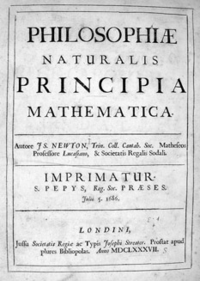 PHILOSOPHIÆ
NATURALIS
PRINCIPIA
MATHEMATICA.
Autore J S. NEWTON, Trin. Coll. Cantab. Soc. Matheseos
Professore Lucasiano, & Societatis Regalis Sodali.
IMPRIMATUR.
S. PEPYS, Reg. Soc. PRÆSES.
Julii 5. 1686.
LONDINI,
Jussu Societatis Regiæ ac Typis Josephi Streater. Prostat apud
plures Bibliopolas. Anno MDCLXXXVII.